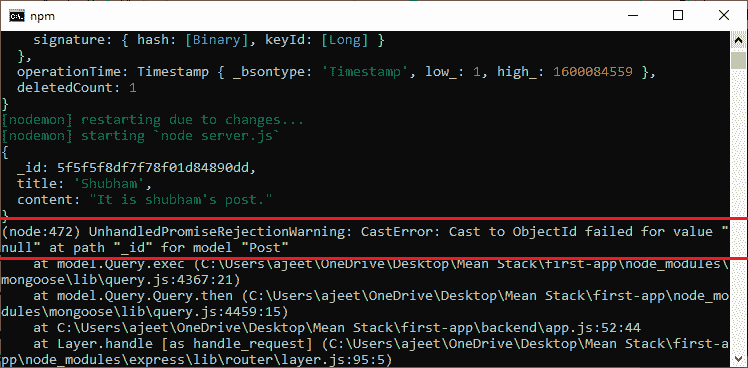 npm
signature: { hash: [Binary], keyId: [Long] }
},
operationTime: Timestamp { _bsontype: 'Timestamp', low_: 1, high_: 1600084559 },
deletedCount: 1
}
[nodemon] restarting due to changes...
[nodemon] starting `node server.js`
{
_id: 5f5f5f8df7f78f01d84890dd,
title: 'Shubham',
content: "It is shubham's post."
}
(node:472) UnhandledPromiseRejectionWarning: CastError: Cast to ObjectId failed for value "
null" at path "_id" for model "Post"
at model.Query.exec (C:\Users\ajeet\OneDrive\Desktop\Mean Stack\first-app\node_modules\
mongoose\lib\query.js:4367:21)
at model.Query.Query.then (C:\Users\ajeet\OneDrive\Desktop\Mean Stack\first-app\node_mo
dules\mongoose\lib\query.js:4459:15)
at C:\Users\ajeet\OneDrive\Desktop\Mean Stack\first-app\backend\app.js:52:44
at Layer.handle [as handle_request] (C:\Users\ajeet\OneDrive\Desktop\Mean Stack\first-a
pp\node_modules\express\lib\router\layer.js:95:5)